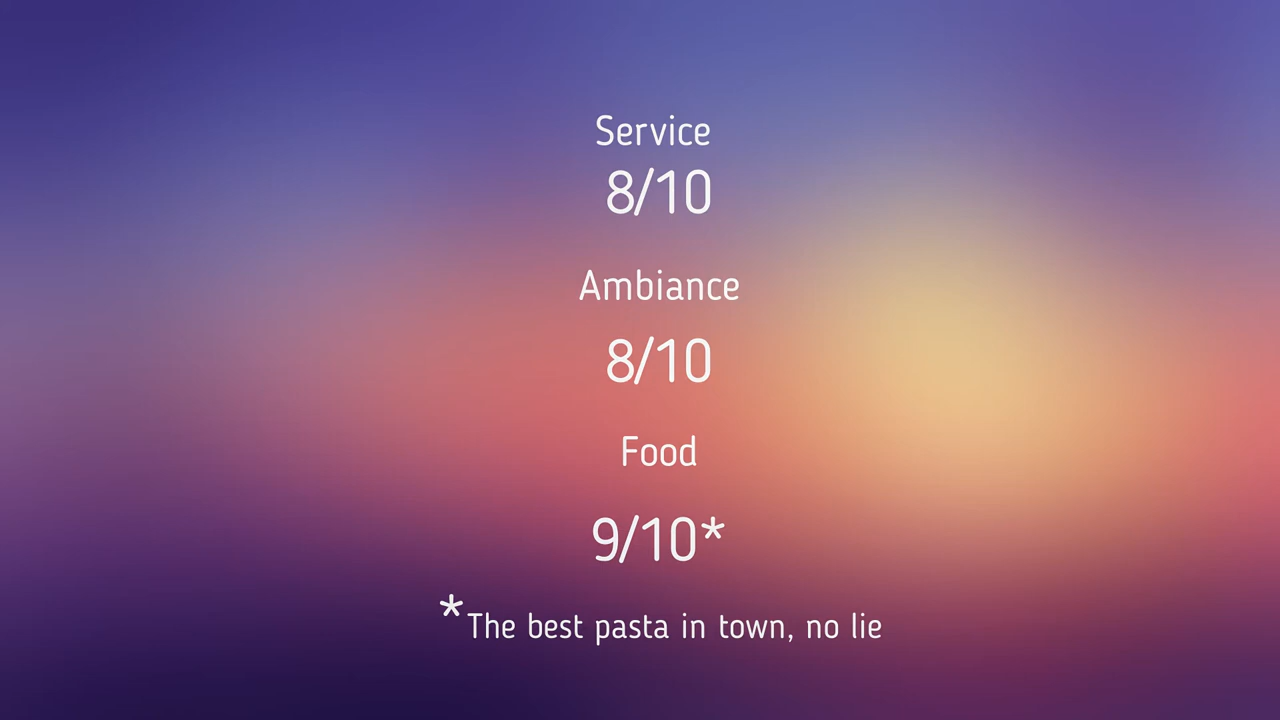 Service
8/10
Ambiance
8/10
Food
9/10*
*The best pasta in town, no lie